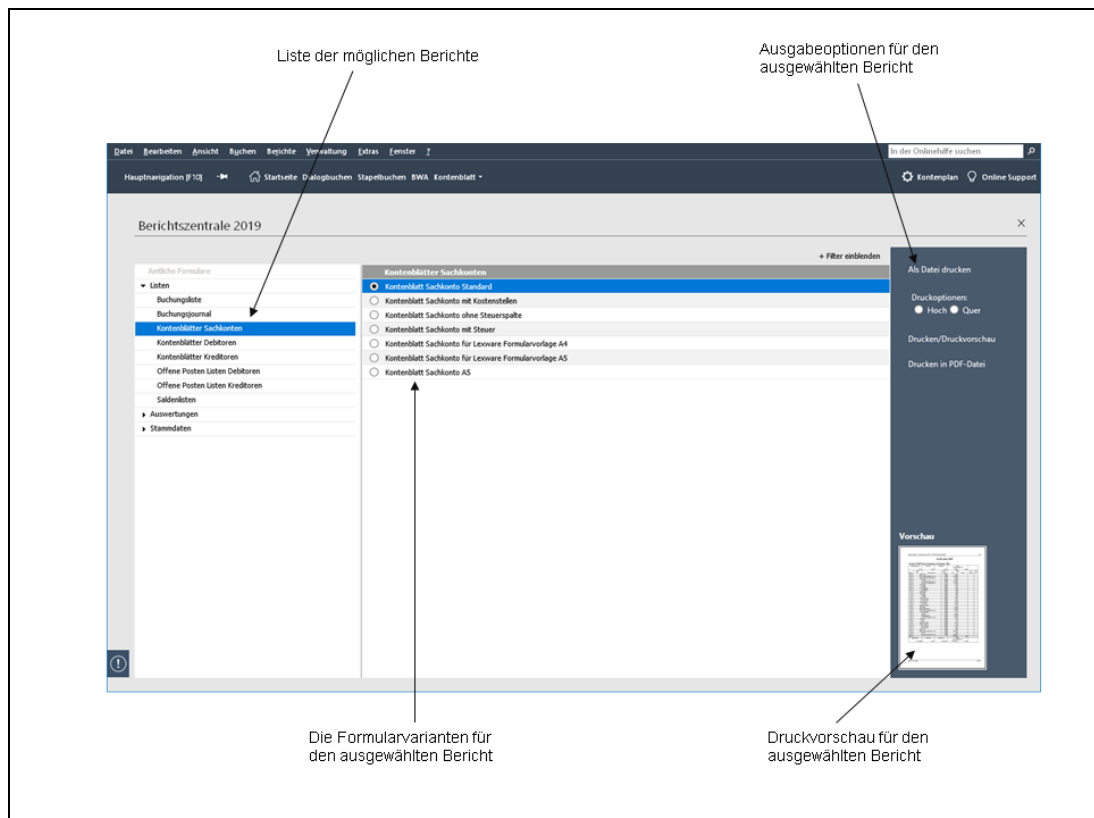 Liste der möglichen Berichte
Ausgabeoptionen für den
ausgewählten Bericht
Datei Bearbeiten Ansicht Buchen Berichte Verwaltung Extras Fenster ?
In der Onlinehilfe suchen
Hauptnavigation [F10] Startseite Dialogbuchen Stapelbuchen BWA Kontenblatt
Kontenplan Online Support
Berichtszentrale 2019
+ Filter einblenden
Amtliche Formulare
Listen
Buchungsliste
Buchungsjournal
Kontenblätter Sachkonten
Kontenblätter Debitoren
Kontenblätter Kreditoren
Offene Posten Listen Debitoren
Offene Posten Listen Kreditoren
Saldenlisten
Auswertungen
Stammdaten
Kontenblätter Sachkonten
Kontenblatt Sachkonto Standard
Kontenblatt Sachkonto mit Kostenstellen
Kontenblatt Sachkonto ohne Steuerspalte
Kontenblatt Sachkonto mit Steuer
Kontenblatt Sachkonto für Lexware Formularvorlage A4
Kontenblatt Sachkonto für Lexware Formularvorlage A5
Kontenblatt Sachkonto A5
Als Datei drucken
Druckoptionen:
Hoch Quer
Drucken/Druckvorschau
Drucken in PDF-Datei
Vorschau
Die Formularvarianten für
den ausgewählten Bericht
Druckvorschau für den
ausgewählten Bericht